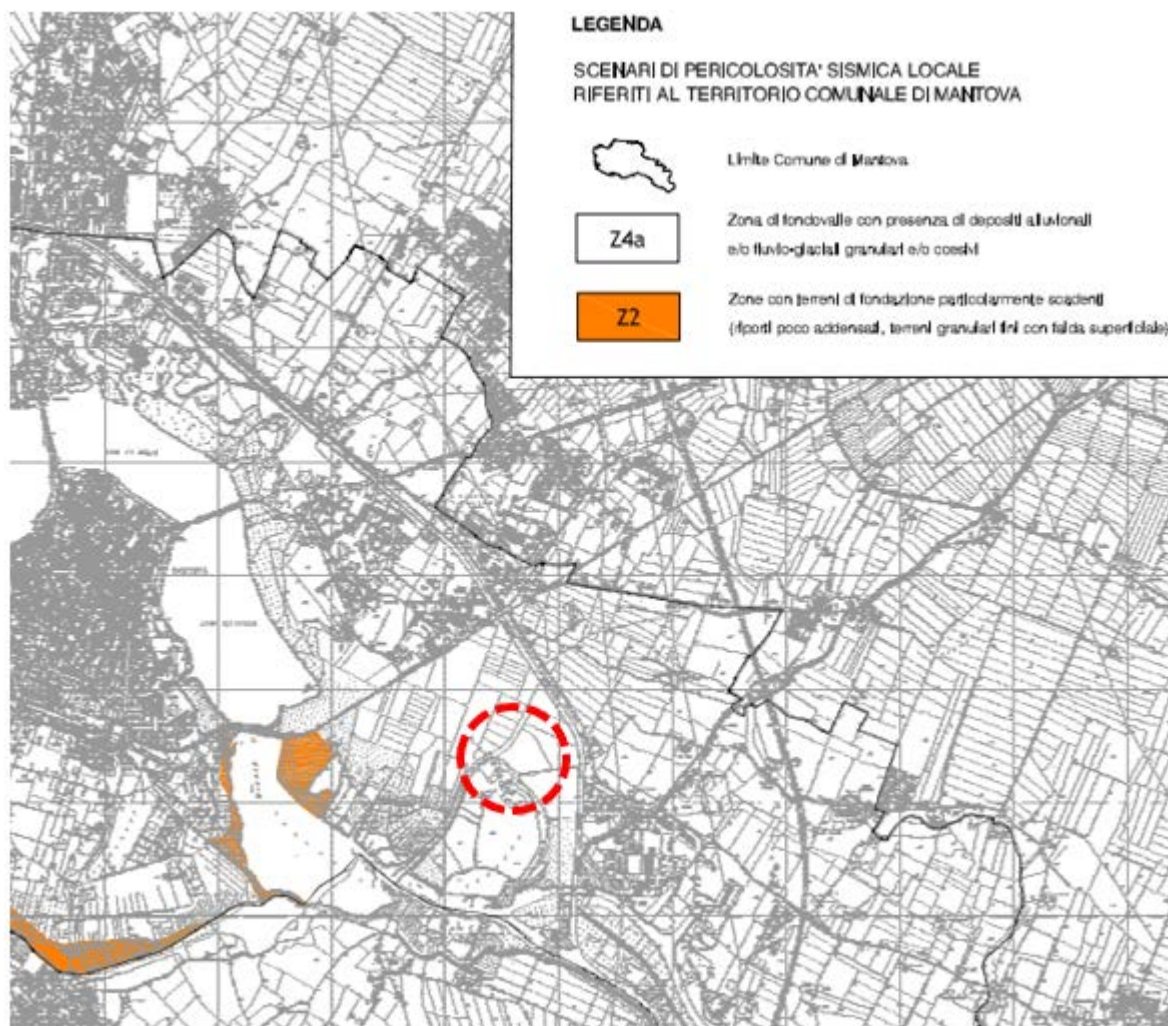 LEGENDA
SCENARI DI PERICOLOSITA' SISMICA LOCALE
RIFERITI AL TERRITORIO COMUNALE DI MANTOVA
Limite Comune di Mantova
Z4a
Zona di fondovalle con presenza di depositi alluvionali
e/o fluvio-glaciali granulari e/o coesivi
Z2
Zone con terreni di fondazione particolarmente scadenti
(riporti poco addensati, terreni granulari fini con falda superficiale)